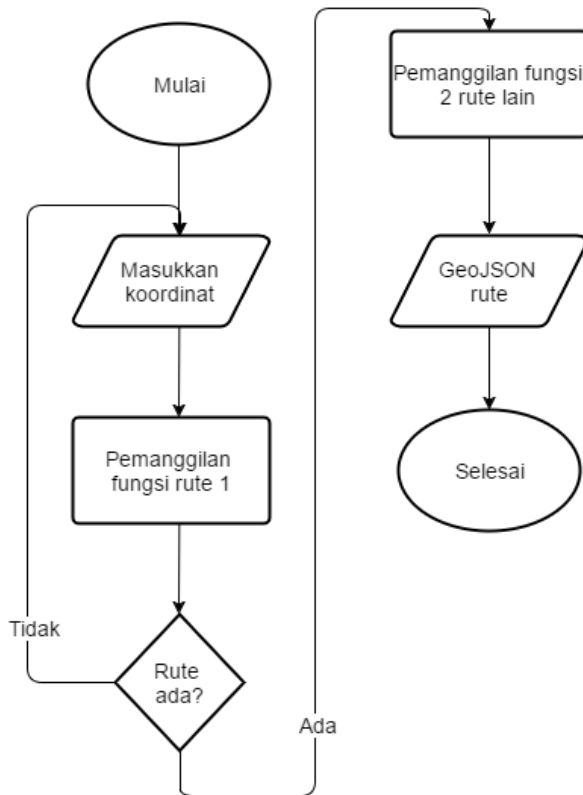 Mulai
Masukkan
koordinat
Pemanggilan
fungsi rute 1
Rute
ada?
Tidak
Ada
Pemanggilan fungsi
2 rute lain
GeoJSON
rute
Selesai